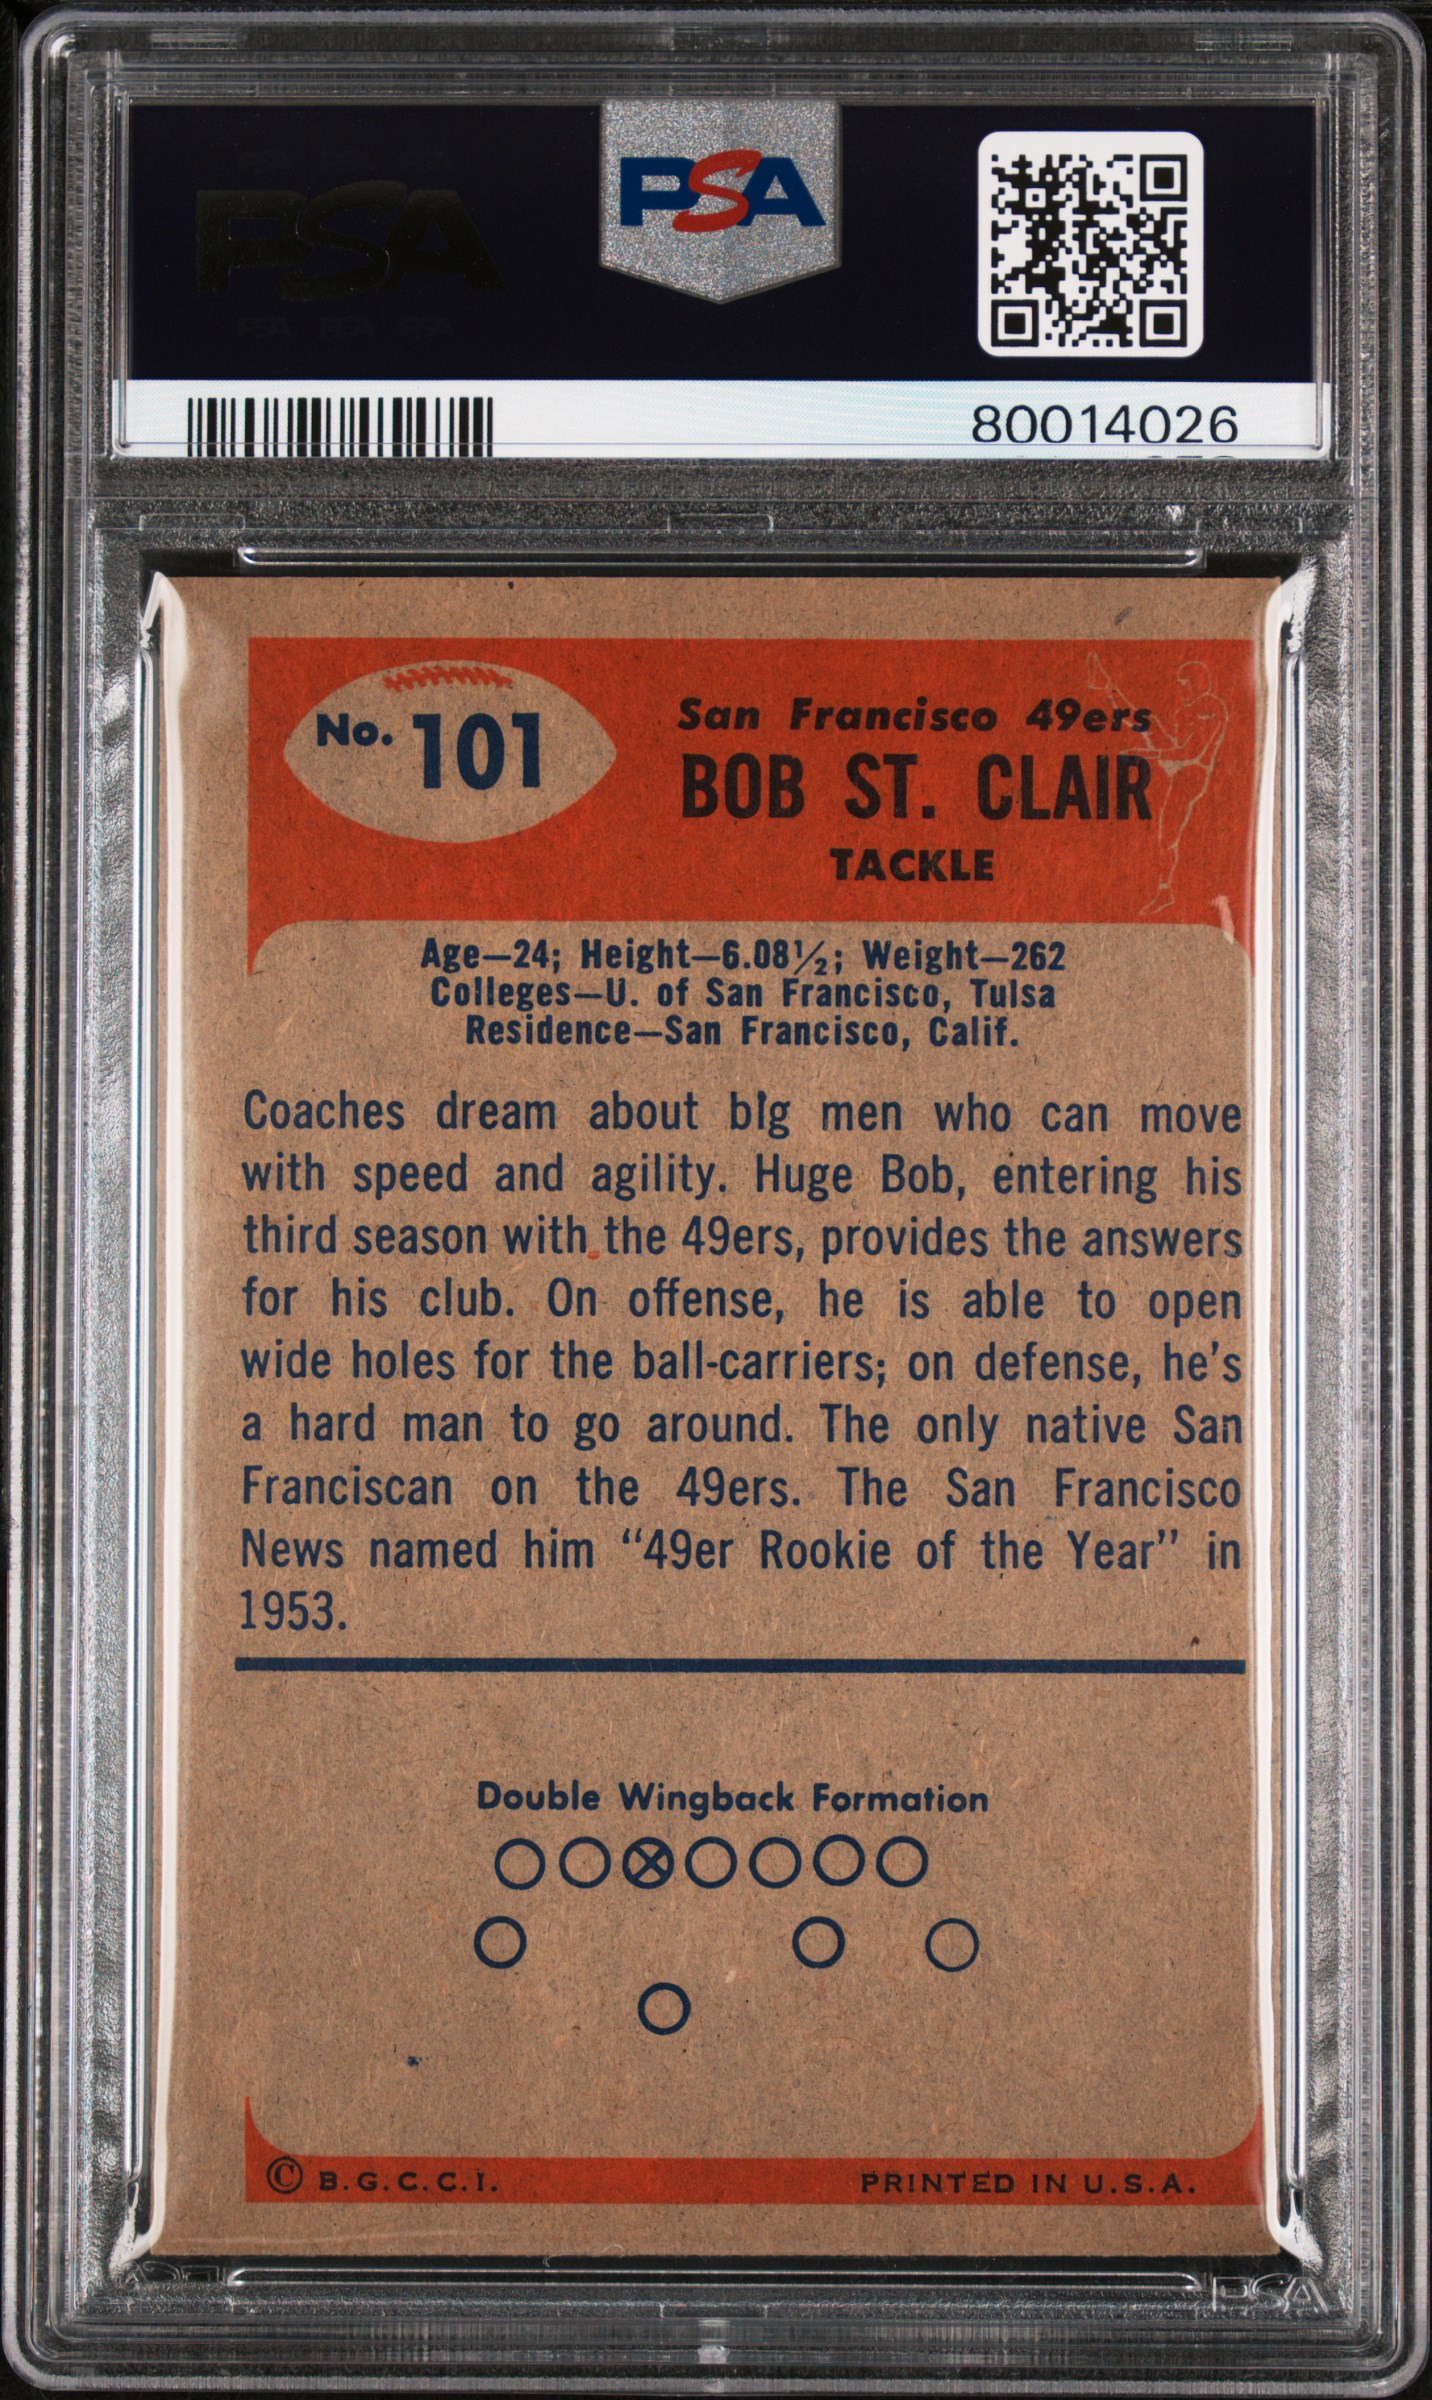 PSA
PSA
80014026
No. 101
San Francisco 49ers
BOB ST. CLAIR
TACKLE
Age—24; Height—6.08½; Weight—262
Colleges—U. of San Francisco, Tulsa
Residence—San Francisco, Calif.
Coaches dream about big men who can move
with speed and agility. Huge Bob, entering his
third season with the 49ers, provides the answers
for his club. On offense, he is able to open
wide holes for the ball-carriers; on defense, he's
a hard man to go around. The only native San
Franciscan on the 49ers. The San Francisco
News named him “49er Rookie of the Year” in
1953.
Double Wingback Formation
© B.G.C.C.I.
PRINTED IN U.S.A.
PSA